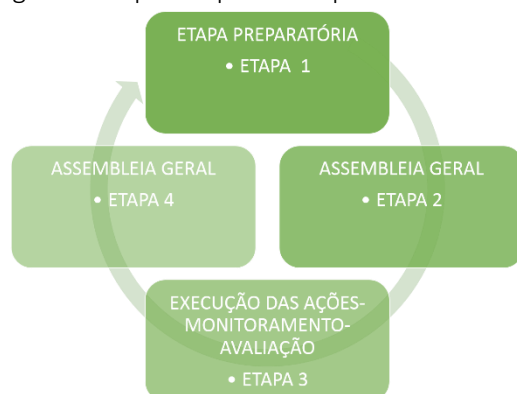 ETAPA PREPARATÓRIA
• ETAPA 1
ASSEMBLEIA GERAL
• ETAPA 4
ASSEMBLEIA GERAL
• ETAPA 2
EXECUÇÃO DAS AÇÕES-
MONITORAMENTO-
AVALIAÇÃO
• ETAPA 3